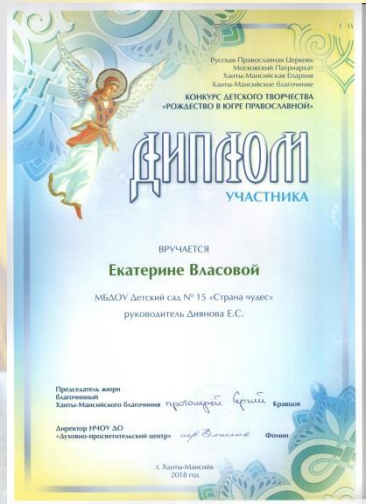 Русская Православная Церковь
Московский Патриархат
Ханты-Мансийская Епархия
Ханты-Мансийское благочиние
КОНКУРС ДЕТСКОГО ТВОРЧЕСТВА
«РОЖДЕСТВО В ЮГРЕ ПРАВОСЛАВНОЙ»
ДИПЛОМ
УЧАСТНИКА
ВРУЧАЕТСЯ
Екатерине Власовой
МБДОУ Детский сад № 15 «Страна чудес»
руководитель Диянова Е.С.
Председатель жюри
благочинный
Ханты-Мансийского благочиния протоиерей Сергий Кравцов
Директор НЧОУ ДО
«Духовно-просветительский центр» Фомин
г. Ханты-Мансийск
2018 год